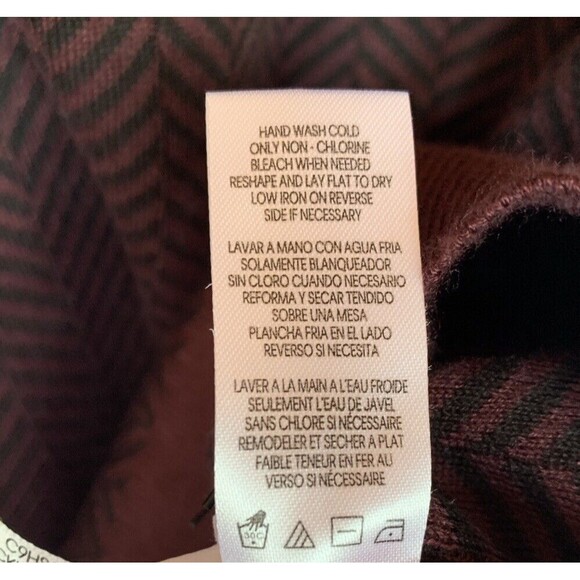 HAND WASH COLD
ONLY NON - CHLORINE
BLEACH WHEN NEEDED
RESHAPE AND LAY FLAT TO DRY
LOW IRON ON REVERSE
SIDE IF NECESSARY
LAVAR A MANO CON AGUA FRIA
SOLAMENTE BLANQUEADOR
SIN CLORO CUANDO NECESARIO
REFORMA Y SECAR TENDIDO
SOBRE UNA MESA
PLANCHA FRIA EN EL LADO
REVERSO SI NECESITA
LAVER A LA MAIN A L'EAU FROIDE
SEULEMENT L'EAU DE JAVEL
SANS CHLORE SI NÉCESSAIRE
REMODELER ET SECHER A PLAT
FAIBLE TENEUR EN FER AU
VERSO SI NÉCESSAIRE
30C